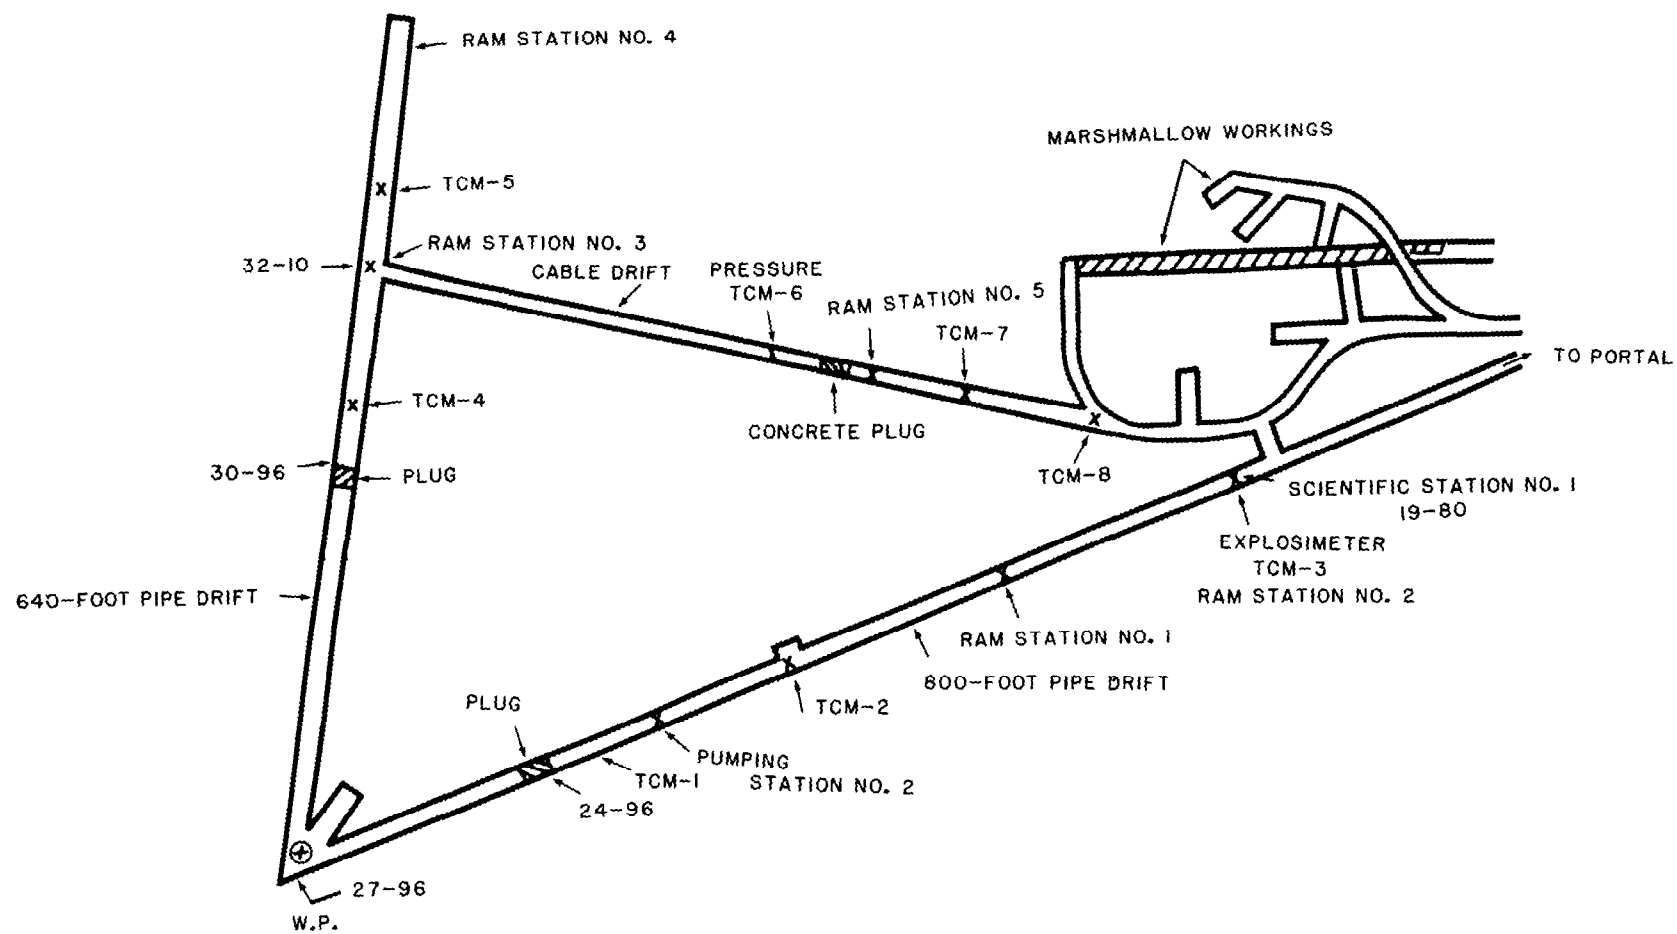 RAM STATION NO. 4
MARSHMALLOW WORKINGS
TCM-5
RAM STATION NO. 3
32-10
CABLE DRIFT
PRESSURE
TCM-6
RAM STATION NO. 5
TCM-7
TO PORTAL
TCM-4
CONCRETE PLUG
30-96
PLUG
TCM-8
SCIENTIFIC STATION NO. 1
19-80
EXPLOSIMETER
TCM-3
RAM STATION NO. 2
640-FOOT PIPE DRIFT
RAM STATION NO. 1
800-FOOT PIPE DRIFT
PLUG
TCM-2
PUMPING
STATION NO. 2
TCM-1
24-96
27-96
W.P.